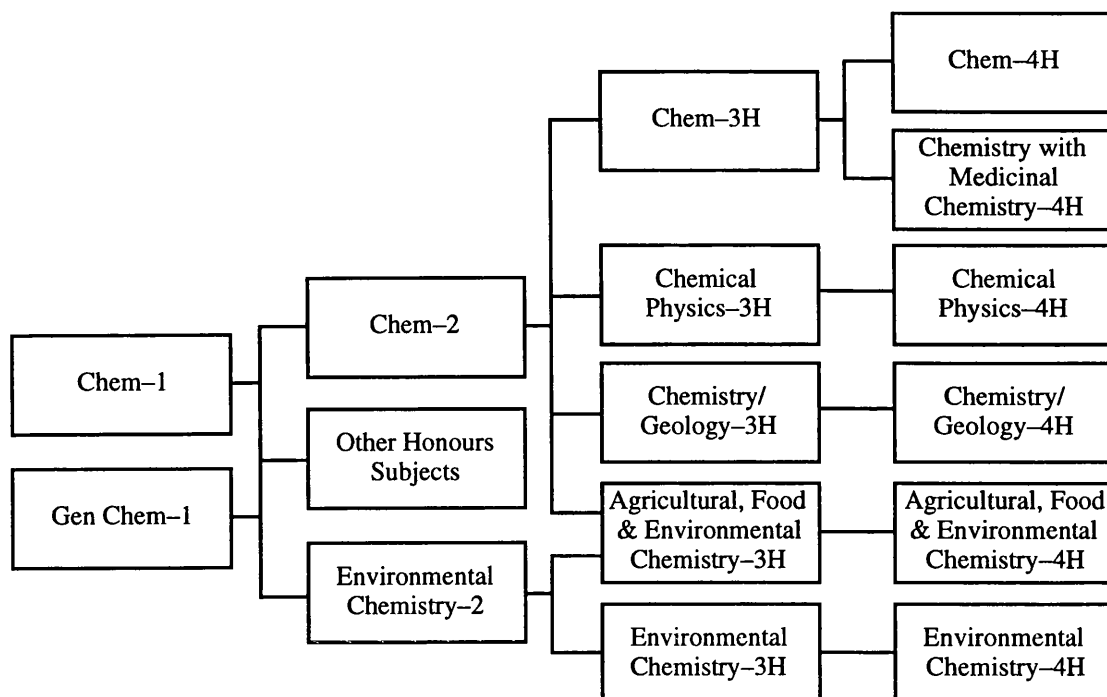 Chem–1
Gen Chem–1
Chem–2
Other Honours
Subjects
Environmental
Chemistry–2
Chem–3H
Chemical
Physics–3H
Chemistry/
Geology–3H
Agricultural, Food
& Environmental
Chemistry–3H
Environmental
Chemistry–3H
Chem–4H
Chemistry with
Medicinal
Chemistry–4H
Chemical
Physics–4H
Chemistry/
Geology–4H
Agricultural, Food
& Environmental
Chemistry–4H
Environmental
Chemistry–4H